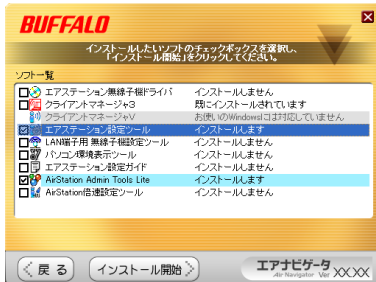 BUFFALO
インストールしたいソフトのチェックボックスを選択し、
「インストール開始」をクリックしてください。
ソフト一覧
エアステーション無線子機ドライバ インストールしません
クライアントマネージャ3 既にインストールされています
クライアントマネージャV お使いのWindowsには対応していません
エアステーション設定ツール インストールします
LAN端子用 無線子機設定ツール インストールしません
パソコン環境表示ツール インストールしません
エアステーション設定ガイド インストールしません
AirStation Admin Tools Lite インストールします
AirStation倍速設定ツール インストールしません
戻る インストール開始 エアナビゲータ
Air Navigator Ver XX.XX